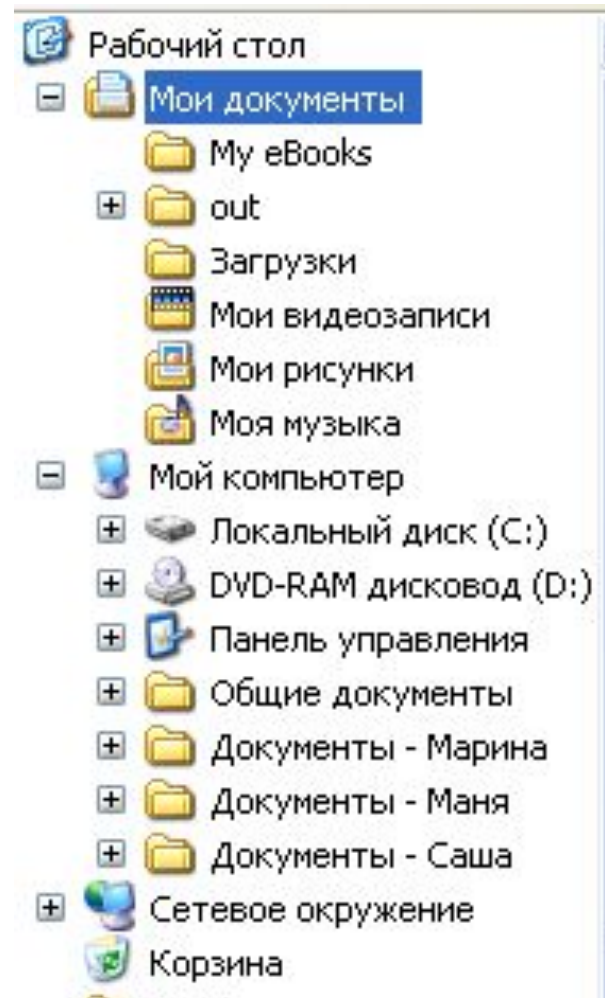 Рабочий стол
Мои документы
My eBooks
out
Загрузки
Мои видеозаписи
Мои рисунки
Моя музыка
Мой компьютер
Локальный диск (C:)
DVD-RAM дисковод (D:)
Панель управления
Общие документы
Документы - Марина
Документы - Маня
Документы - Саша
Сетевое окружение
Корзина